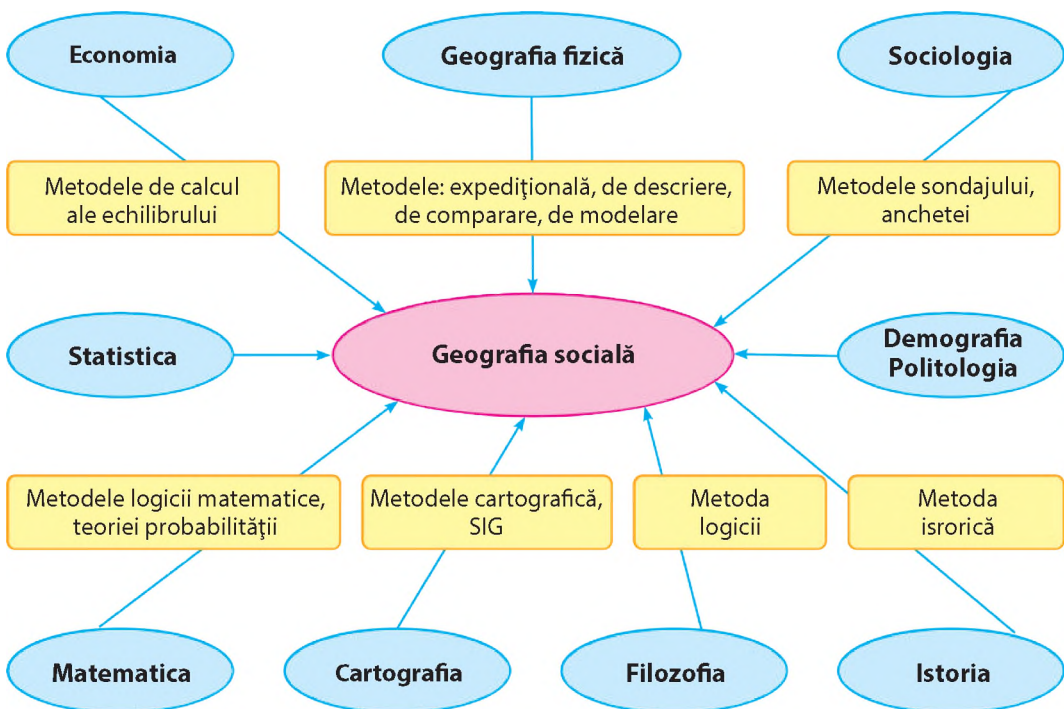 Economia
Geografia fizică
Sociologia
Metodele de calcul
ale echilibrului
Metodele: expediţională, de descriere,
de comparare, de modelare
Metodele sondajului,
anchetei
Statistica
Geografia socială
Demografia
Politologia
Metodele logicii matematice,
teoriei probabilităţii
Metodele cartografică,
SIG
Metoda
logicii
Metoda
isrorică
Matematica
Cartografia
Filozofia
Istoria